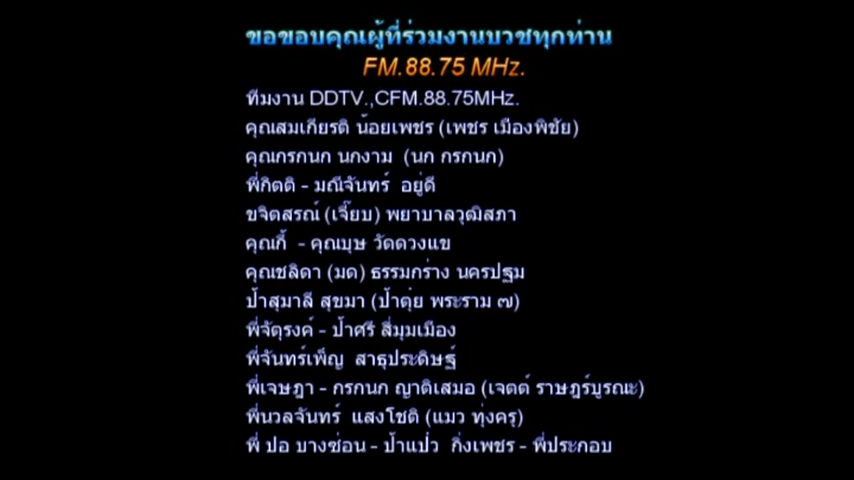 ขอขอบคุณผู้ที่ร่วมงานบวชทุกท่าน
FM.88.75 MHz.
ทีมงาน DDTV.,CFM.88.75MHz.
คุณสมเกียรติ น้อยเพชร (เพชร เมืองพิชัย)
คุณกรกนก นกงาม (นก กรกนก)
พี่กิตติ - มณีจันทร์ อยู่ดี
ขจิตสรณ์ (เจี๊ยบ) พยาบาลวุฒิสภา
คุณกี้ - คุณบุษ วัดดวงแข
คุณชลิดา (มด) ธรรมกร่าง นครปฐม
ป้าสุมาลี สุขมา (ป้าตุ๋ย พระราม ๗)
พี่จัตุรงค์ - ป้าศรี สี่มุมเมือง
พี่จันทร์เพ็ญ สาธุประดิษฐ์
พี่เจษฎา - กรกนก ญาติเสมอ (เจตต์ ราษฎร์บูรณะ)
พี่นวลจันทร์ แสงโชติ (แมว ทุ่งครุ)
พี่ ปอ บางซ่อน - ป้าแป๋ว กิ่งเพชร - พี่ประกอบ